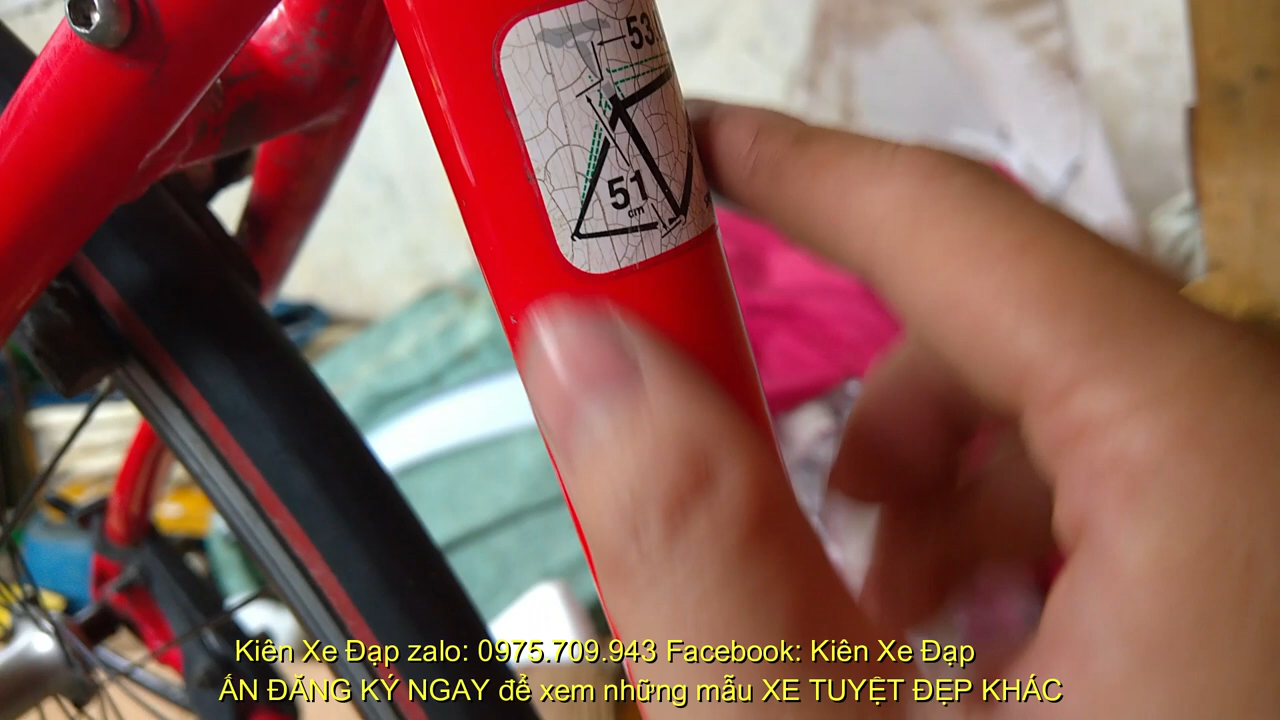 53
51
cm
Kiên Xe Đạp zalo: 0975.709.943 Facebook: Kiên Xe Đạp
ẤN ĐĂNG KÝ NGAY để xem những mẫu XE TUYỆT ĐẸP KHÁC